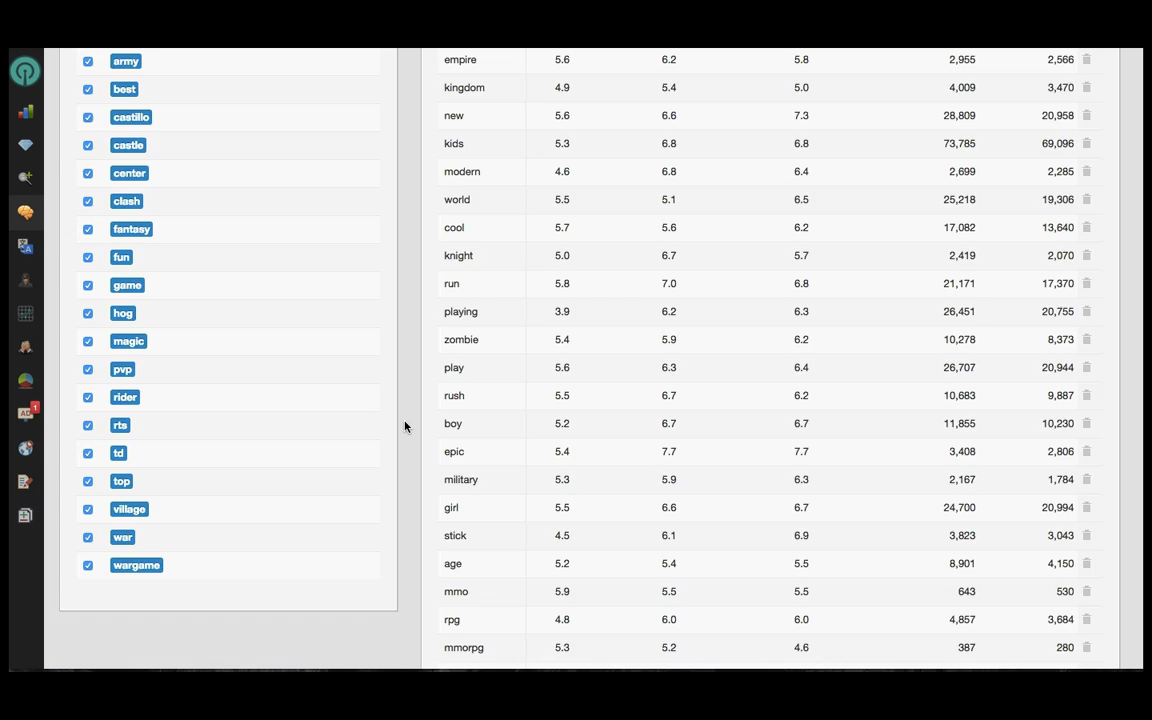 army
best
castillo
castle
center
clash
fantasy
fun
game
hog
magic
pvp
rider
rts
td
top
village
war
wargame
AD 1
empire 5.6 6.2 5.8 2,955 2,566
kingdom 4.9 5.4 5.0 4,009 3,470
new 5.6 6.6 7.3 28,809 20,958
kids 5.3 6.8 6.8 73,785 69,096
modern 4.6 6.8 6.4 2,699 2,285
world 5.5 5.1 6.5 25,218 19,306
cool 5.7 5.6 6.2 17,082 13,640
knight 5.0 6.7 5.7 2,419 2,070
run 5.8 7.0 6.8 21,171 17,370
playing 3.9 6.2 6.3 26,451 20,755
zombie 5.4 5.9 6.2 10,278 8,373
play 5.6 6.3 6.4 26,707 20,944
rush 5.5 6.7 6.2 10,683 9,887
boy 5.2 6.7 6.7 11,855 10,230
epic 5.4 7.7 7.7 3,408 2,806
military 5.3 5.9 6.3 2,167 1,784
girl 5.5 6.6 6.7 24,700 20,994
stick 4.5 6.1 6.9 3,823 3,043
age 5.2 5.4 5.5 8,901 4,150
mmo 5.9 5.5 5.5 643 530
rpg 4.8 6.0 6.0 4,857 3,684
mmorpg 5.3 5.2 4.6 387 280